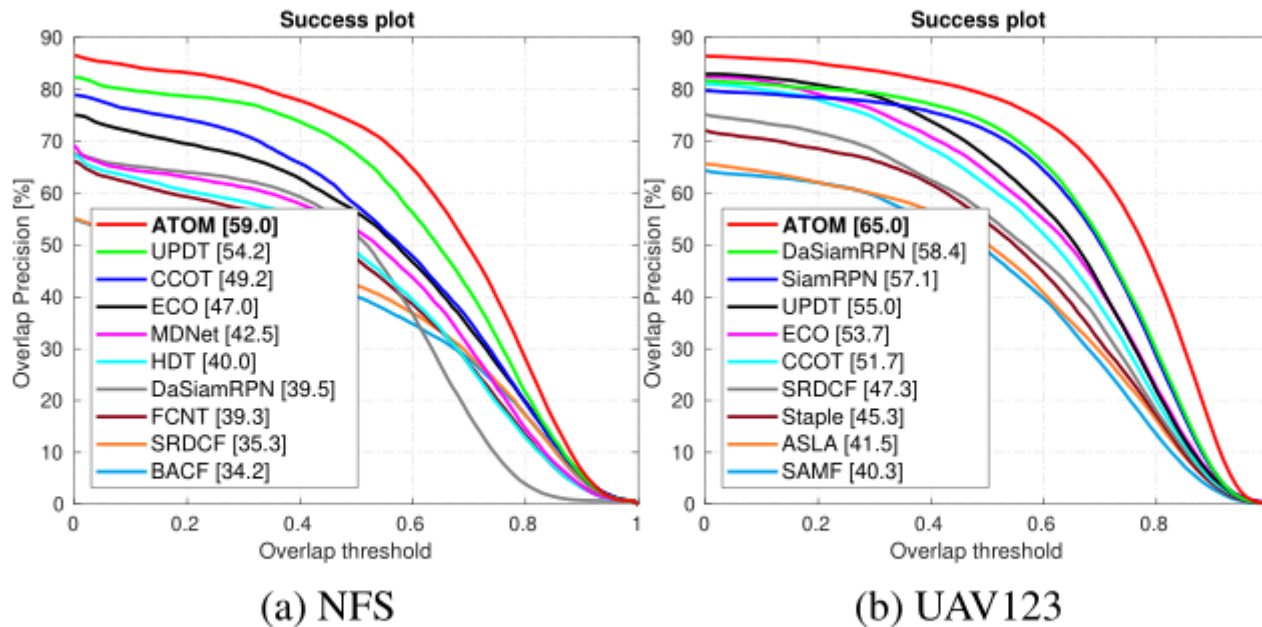 Success plot
Overlap Precision [%]
90
80
70
60
50
40
30
20
10
0
ATOM [59.0]
UPDT [54.2]
CCOT [49.2]
ECO [47.0]
MDNet [42.5]
HDT [40.0]
DaSiamRPN [39.5]
FCNT [39.3]
SRDCF [35.3]
BACF [34.2]
0 0.2 0.4 0.6 0.8 1
Overlap threshold
(a) NFS
Success plot
Overlap Precision [%]
90
80
70
60
50
40
30
20
10
0
ATOM [65.0]
DaSiamRPN [58.4]
SiamRPN [57.1]
UPDT [55.0]
ECO [53.7]
CCOT [51.7]
SRDCF [47.3]
Staple [45.3]
ASLA [41.5]
SAMF [40.3]
0 0.2 0.4 0.6 0.8
Overlap threshold
(b) UAV123